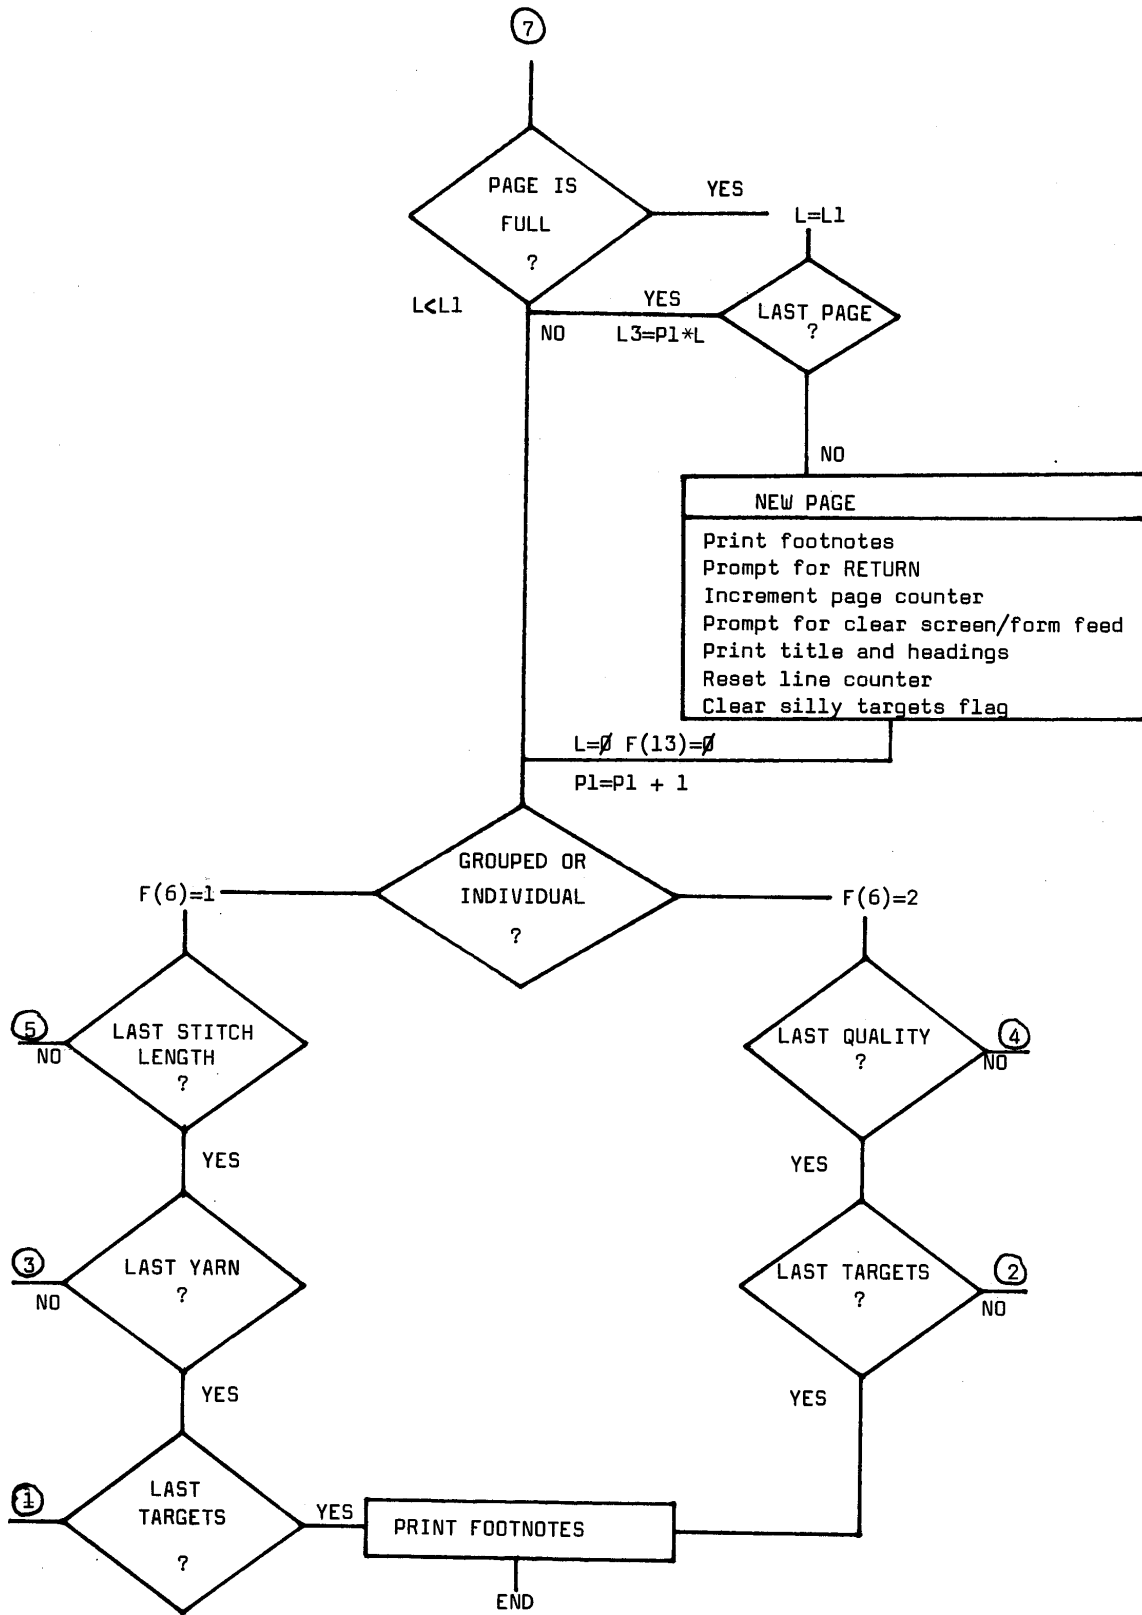 7
PAGE IS
FULL
?
YES
L=L1
L<L1
NO
YES
L3=P1*L
LAST PAGE
?
NO
NEW PAGE
Print footnotes
Prompt for RETURN
Increment page counter
Prompt for clear screen/form feed
Print title and headings
Reset line counter
Clear silly targets flag
L=0̸ F(13)=0̸
P1=P1 + 1
GROUPED OR
INDIVIDUAL
?
F(6)=1
F(6)=2
5
NO
LAST STITCH
LENGTH
?
LAST QUALITY
?
4
NO
YES
YES
3
NO
LAST YARN
?
LAST TARGETS
?
2
NO
YES
YES
1
LAST
TARGETS
?
YES
PRINT FOOTNOTES
END